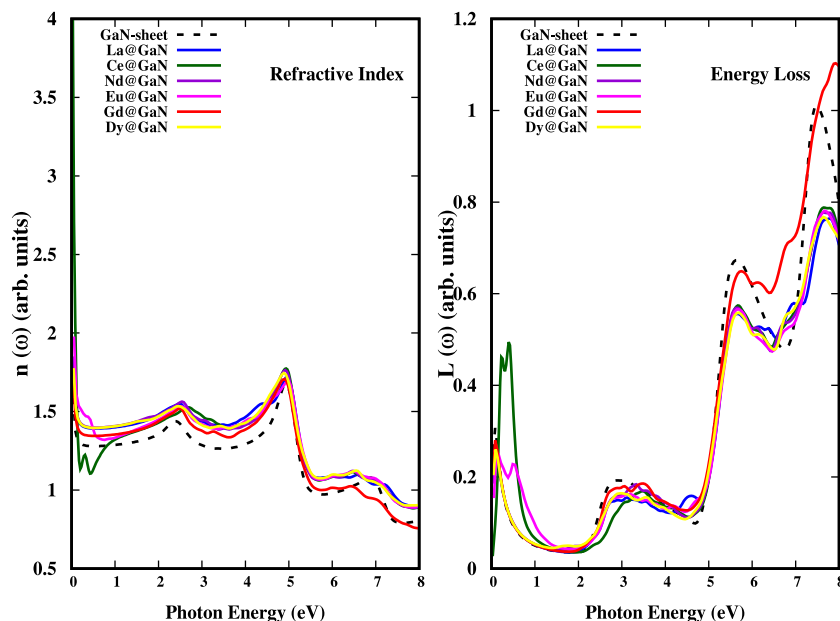 GaN-sheet
La@GaN
Ce@GaN
Nd@GaN
Eu@GaN
Gd@GaN
Dy@GaN
Refractive Index
n (ω) (arb. units)
4
3.5
3
2.5
2
1.5
1
0.5
0 1 2 3 4 5 6 7 8
Photon Energy (eV)
GaN-sheet
La@GaN
Ce@GaN
Nd@GaN
Eu@GaN
Gd@GaN
Dy@GaN
Energy Loss
L (ω) (arb. units)
1.2
1
0.8
0.6
0.4
0.2
0
0 1 2 3 4 5 6 7 8
Photon Energy (eV)